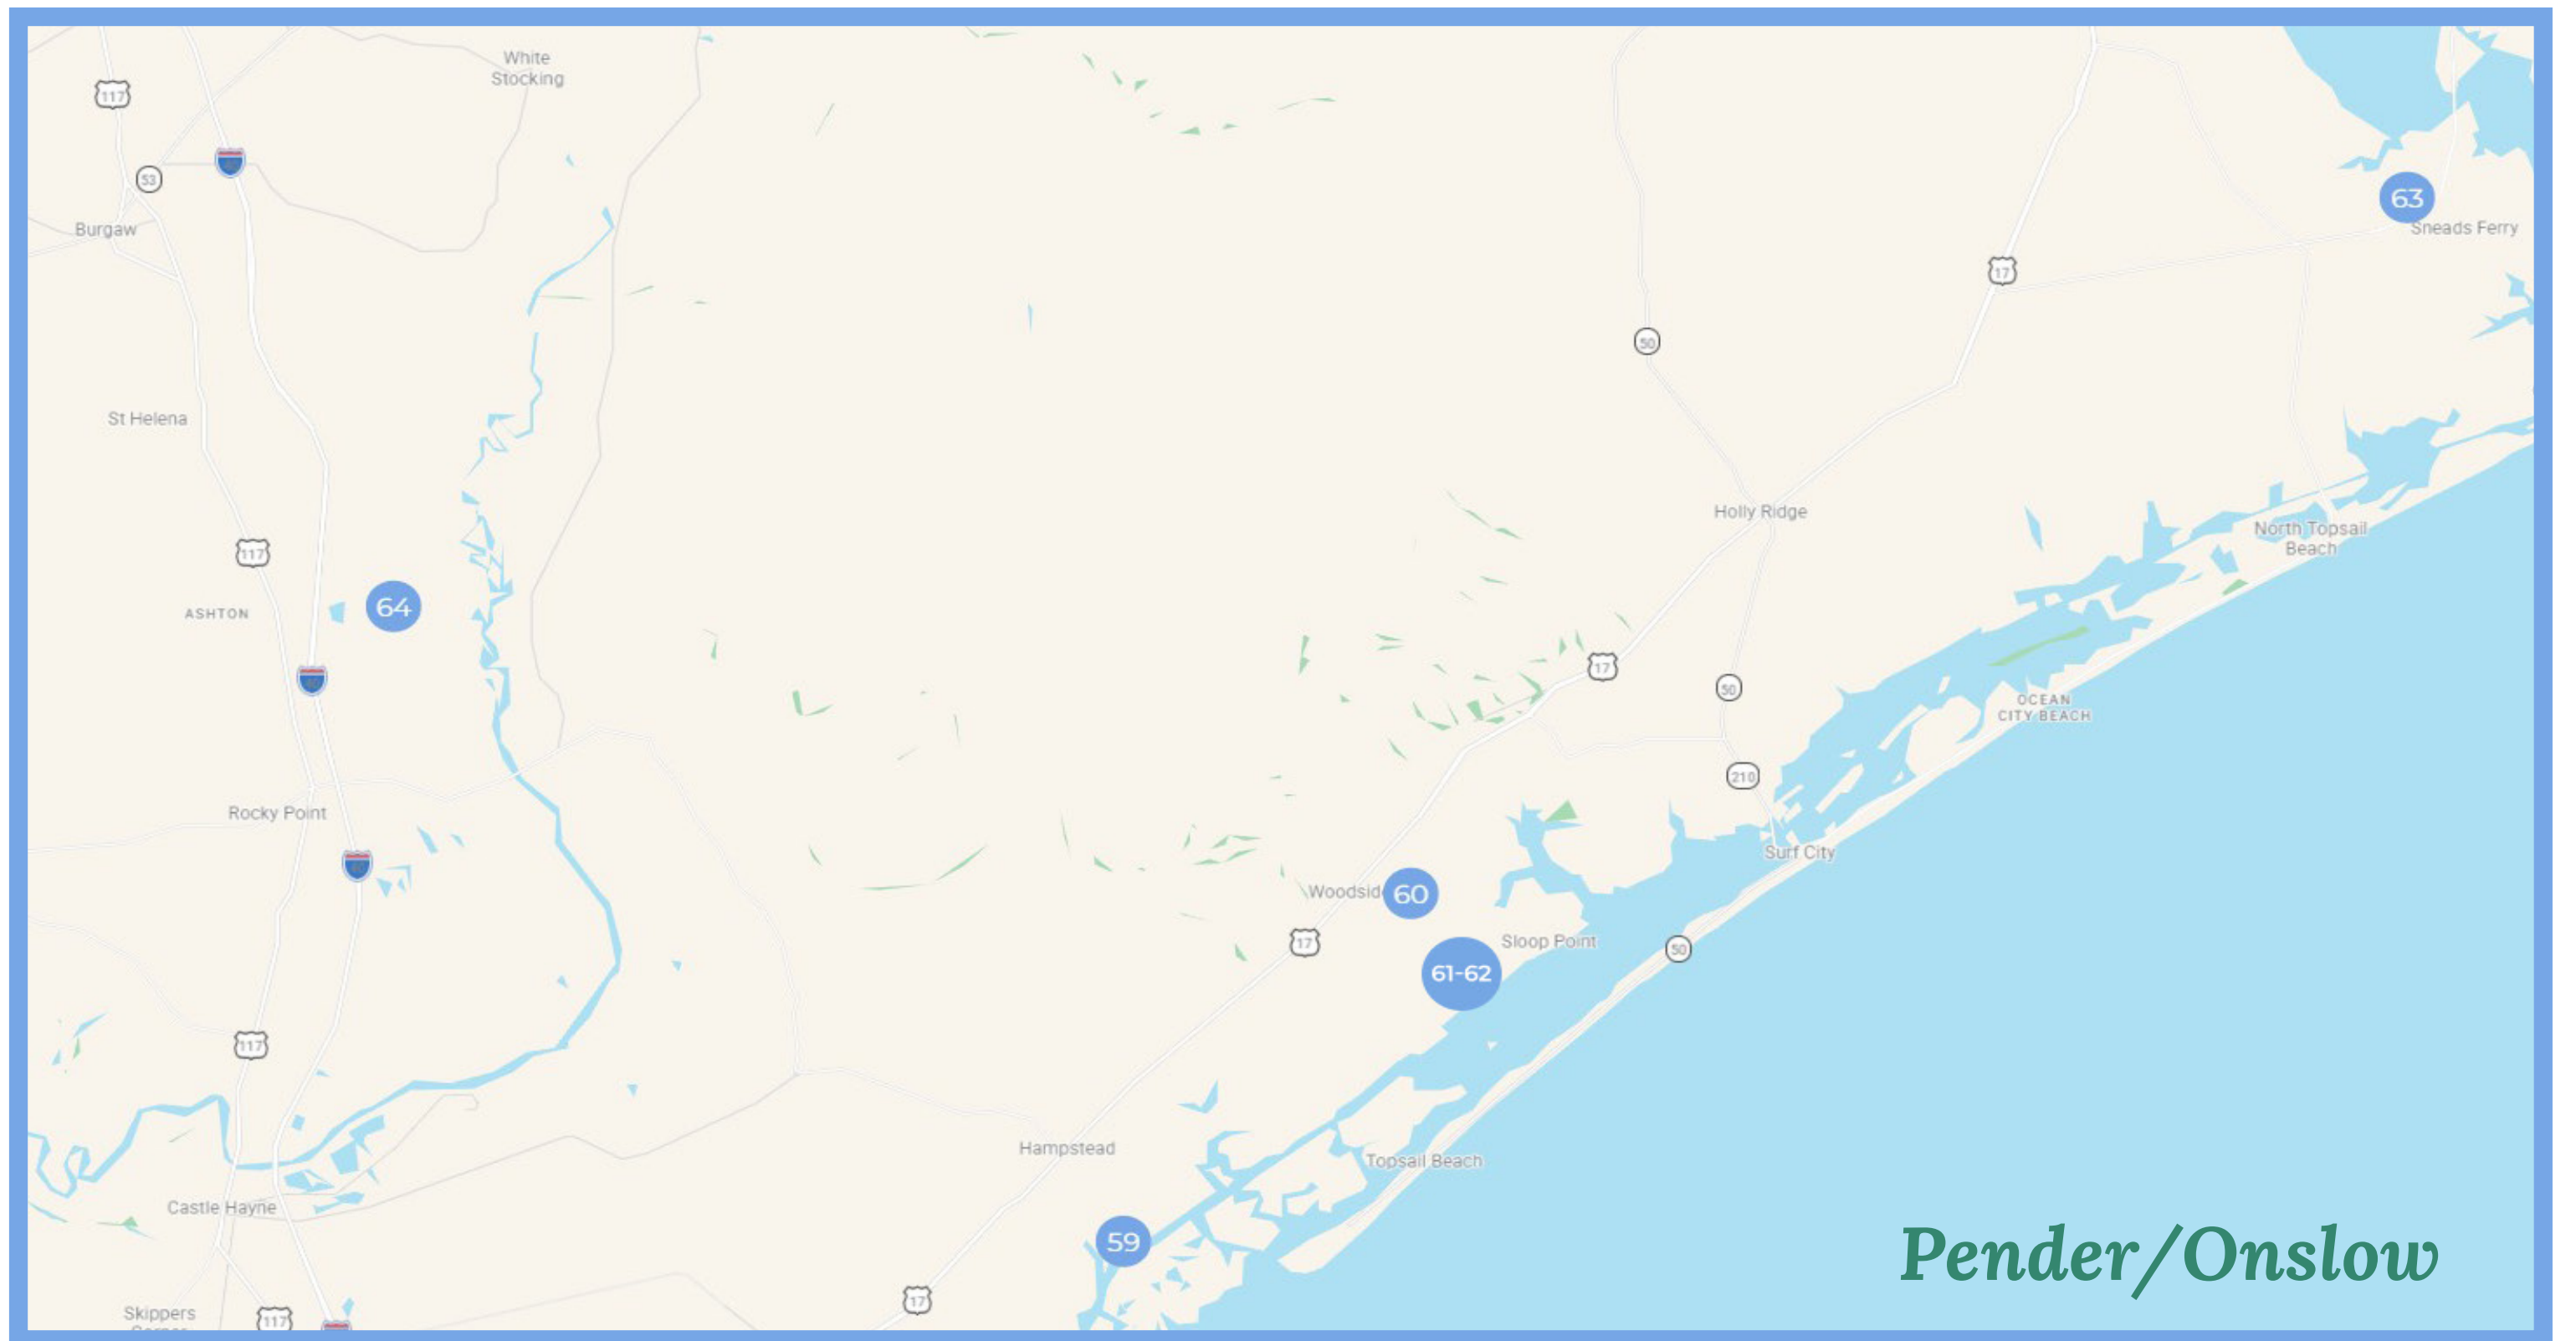 White
Stocking
117
53
Burgaw
63
Sneads Ferry
17
50
St Helena
Holly Ridge
North Topsail
Beach
117
64
ASHTON
17
50
OCEAN
CITY BEACH
210
Rocky Point
Surf City
Woodsid
60
17
Sloop Point
50
61-62
117
Hampstead
Topsail Beach
Castle Hayne
59
Pender/Onslow
17
Skippers
117